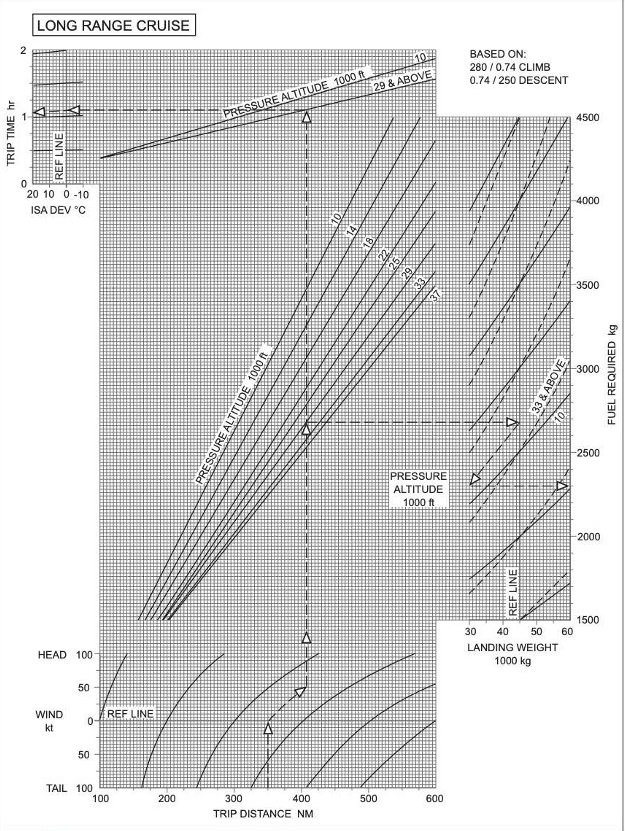 LONG RANGE CRUISE
BASED ON:
280 / 0.74 CLIMB
0.74 / 250 DESCENT
TRIP TIME hr
2
1
0
REF LINE
20 10 0 -10
ISA DEV °C
PRESSURE ALTITUDE 1000 ft
10
29 & ABOVE
PRESSURE ALTITUDE 1000 ft
10
14
18
22
25
29
33
37
4500
4000
3500
3000
2500
2000
1500
FUEL REQUIRED kg
33 & ABOVE
10
PRESSURE
ALTITUDE
1000 ft
REF LINE
30 40 50 60
LANDING WEIGHT
1000 kg
HEAD 100
50
WIND 0
kt
50
TAIL 100
REF LINE
100 200 300 400 500 600
TRIP DISTANCE NM